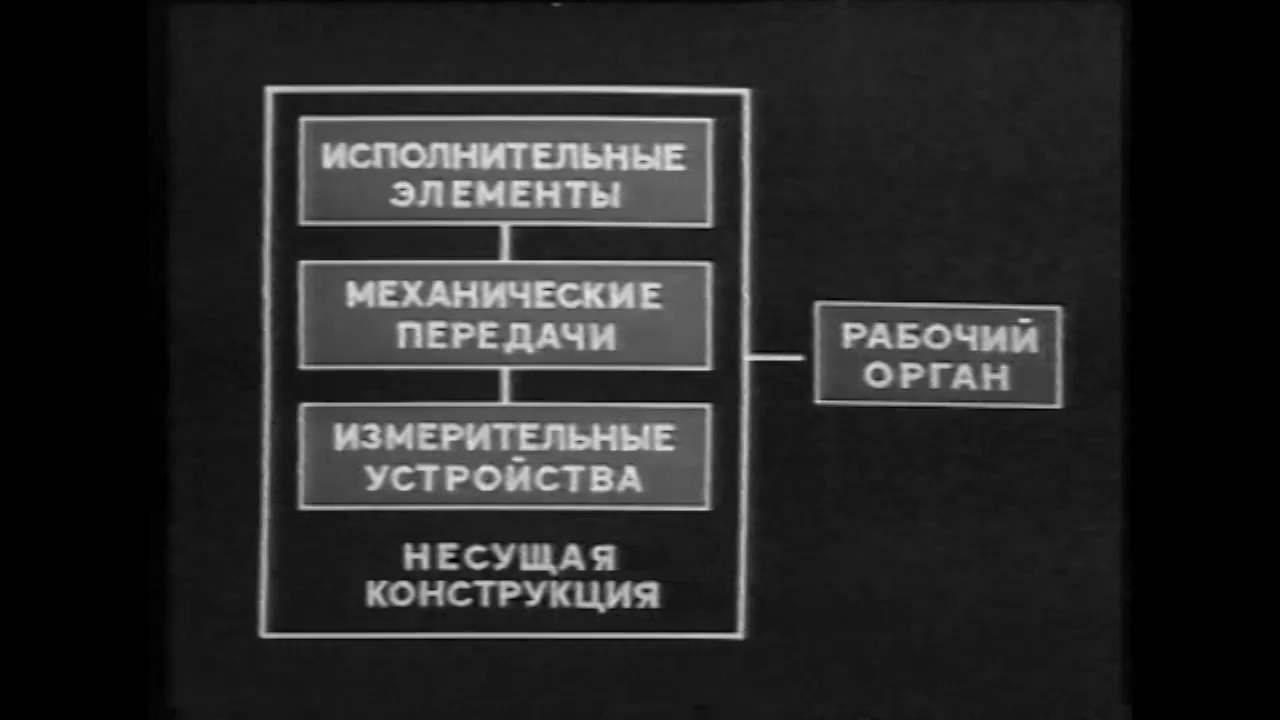 ИСПОЛНИТЕЛЬНЫЕ
ЭЛЕМЕНТЫ
МЕХАНИЧЕСКИЕ
ПЕРЕДАЧИ
ИЗМЕРИТЕЛЬНЫЕ
УСТРОЙСТВА
НЕСУЩАЯ
КОНСТРУКЦИЯ
РАБОЧИЙ
ОРГАН